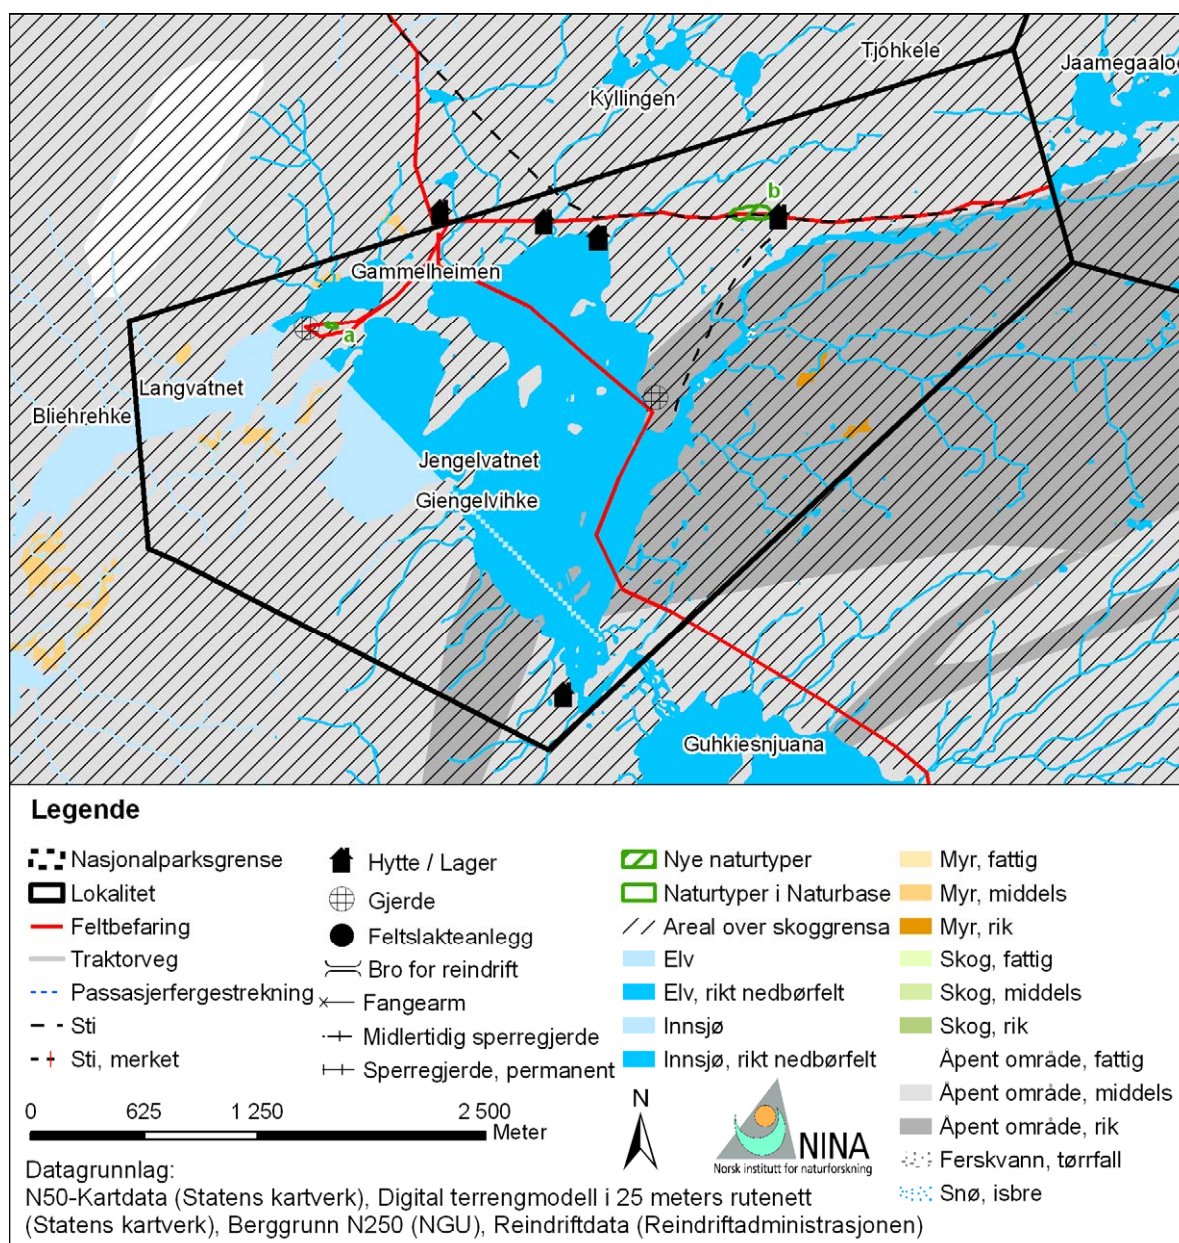 Tjohkele
Jaamegaaloe
Kyllingen
b
Gammelheimen
a
Langvatnet
Bliehrehke
Jengelvatnet
Giengelvihke
Guhkiesnjuana
Legende
Nasjonalparksgrense
Lokalitet
Feltbefaring
Traktorveg
Passasjerfergestrekning
Sti
Sti, merket
Hytte / Lager
Gjerde
Feltslakteanlegg
Bro for reindrift
Fangearm
Midlertidig sperregjerde
Sperregjerde, permanent
Nye naturtyper
Naturtyper i Naturbase
Areal over skoggrensa
Elv
Elv, rikt nedbørfelt
Innsjø
Innsjø, rikt nedbørfelt
Myr, fattig
Myr, middels
Myr, rik
Skog, fattig
Skog, middels
Skog, rik
Åpent område, fattig
Åpent område, middels
Åpent område, rik
Ferskvann, tørrfall
Snø, isbre
0 625 1 250 2 500
Meter
N
NINA
Norsk institutt for naturforskning
Datagrunnlag:
N50-Kartdata (Statens kartverk), Digital terrengmodell i 25 meters rutenett
(Statens kartverk), Berggrunn N250 (NGU), Reindriftdata (Reindriftadministrasjonen)